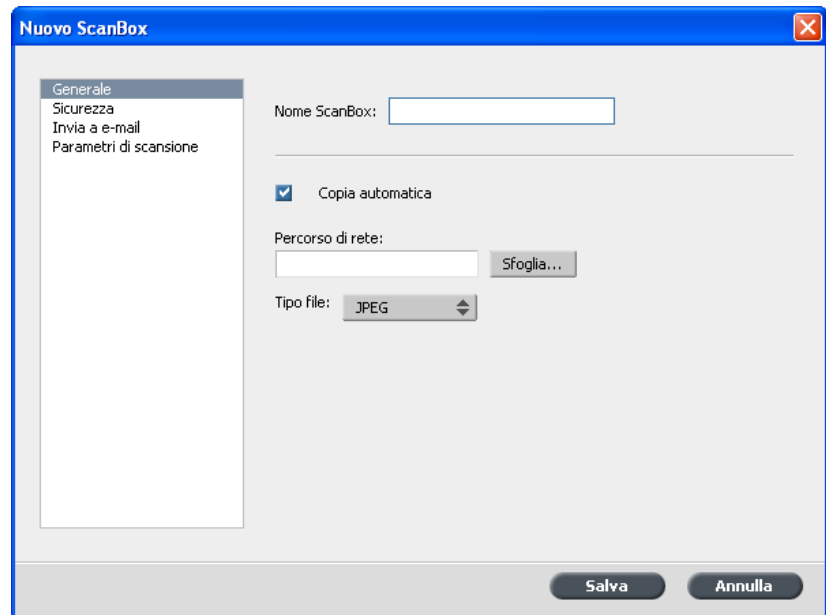 Nuovo ScanBox
Generale
Sicurezza
Invia a e-mail
Parametri di scansione
Nome ScanBox:
Copia automatica
Percorso di rete:
Sfoglia...
Tipo file: JPEG
Salva Annulla